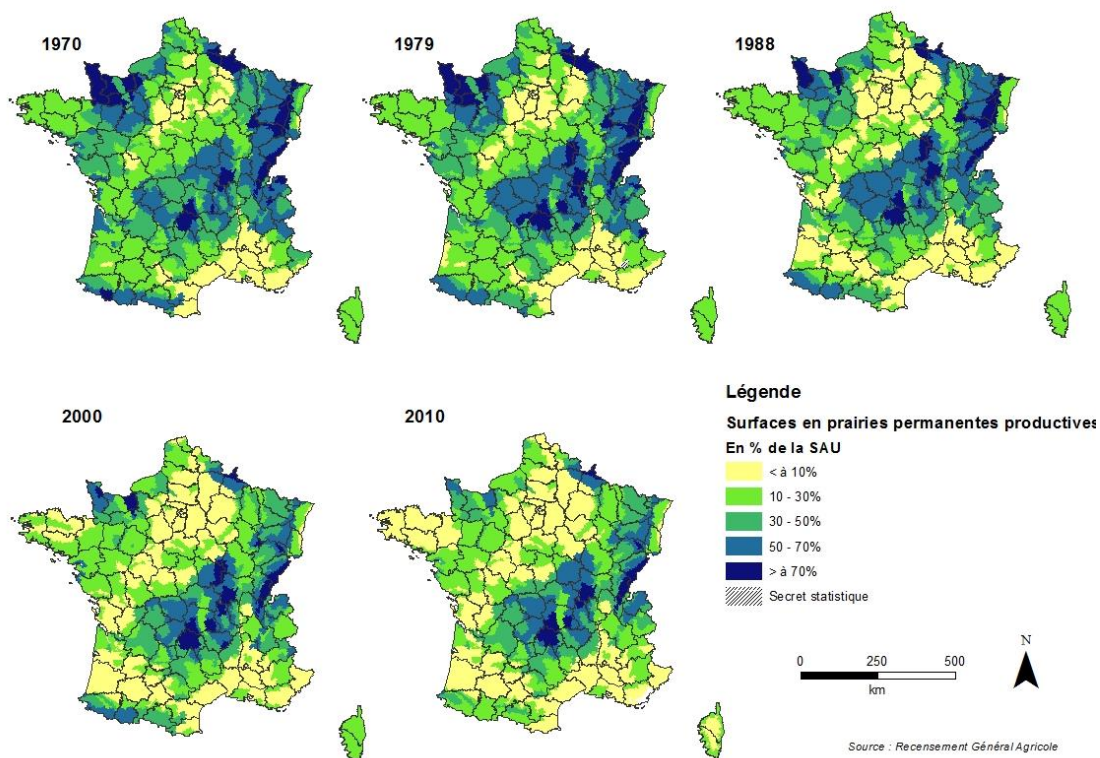 1970
1979
1988
2000
2010
Légende
Surfaces en prairies permanentes productives
En % de la SAU
< à 10%
10 - 30%
30 - 50%
50 - 70%
> à 70%
Secret statistique
0 250 500
km
N
Source : Recensement Général Agricole